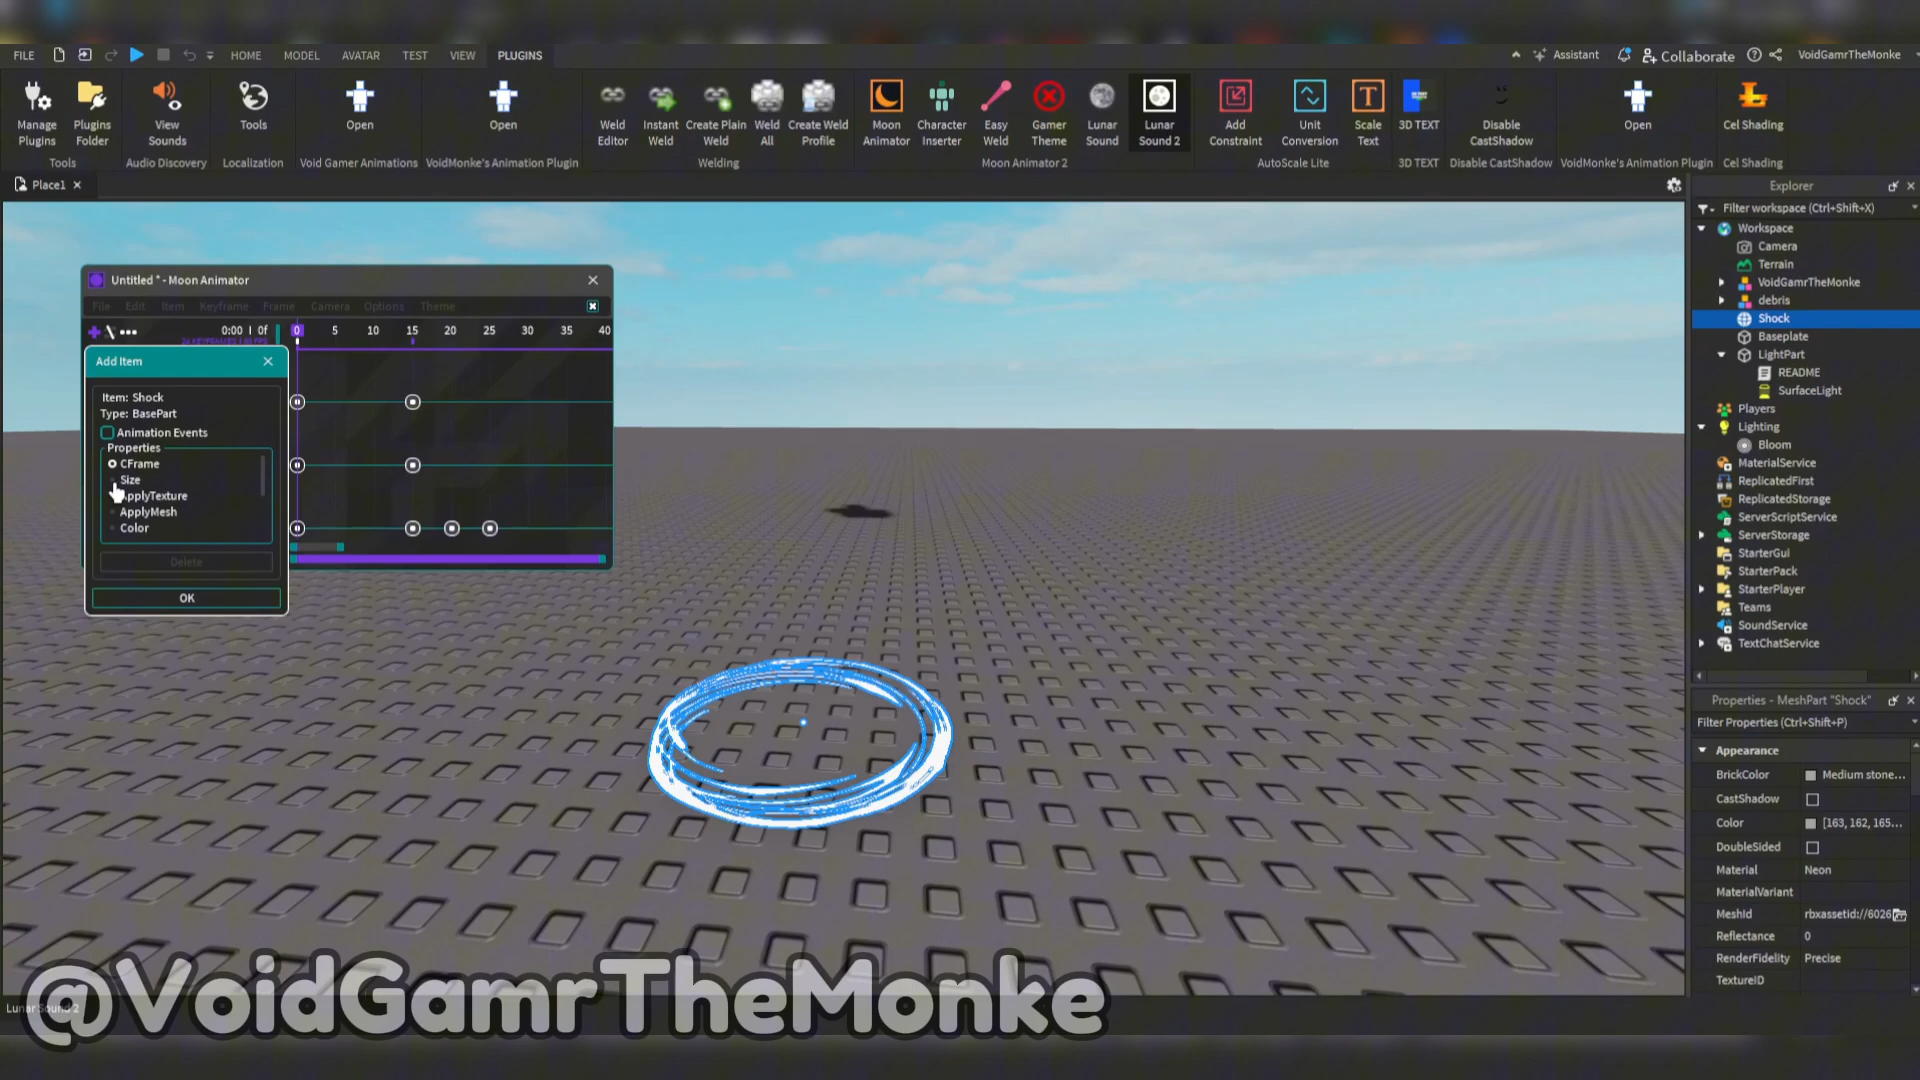 FILE HOME MODEL AVATAR TEST VIEW PLUGINS Assistant Collaborate VoidGamrTheMonke
Manage Plugins
Plugins Folder
View Sounds
Tools
Open
Open
Weld Editor
Instant Weld
Create Plain Weld
Weld All
Create Weld Profile
Moon Animator
Character Inserter
Easy Weld
Gamer Theme
Lunar Sound
Lunar Sound 2
Add Constraint
Unit Conversion
Scale Text
3D TEXT
Disable CastShadow
Open
Cel Shading
Tools Audio Discovery Localization Void Gamer Animations VoidMonke's Animation Plugin Welding Moon Animator 2 AutoScale Lite 3D TEXT Disable CastShadow VoidMonke's Animation Plugin Cel Shading
Place1
Untitled * - Moon Animator
File Edit Item Keyframe Frame Camera Options Theme
0:00 | 0f 0 5 10 15 20 25 30 35 40
Add Item
Item: Shock
Type: BasePart
Animation Events
Properties
CFrame
Size
pplyTexture
ApplyMesh
Color
Delete
OK
Explorer
Filter workspace (Ctrl+Shift+X)
Workspace
Camera
Terrain
VoidGamrTheMonke
debris
Shock
Baseplate
LightPart
README
SurfaceLight
Players
Lighting
Bloom
MaterialService
ReplicatedFirst
ReplicatedStorage
ServerScriptService
ServerStorage
StarterGui
StarterPack
StarterPlayer
Teams
SoundService
TextChatService
Properties - MeshPart "Shock"
Filter Properties (Ctrl+Shift+P)
Appearance
BrickColor Medium stone...
CastShadow
Color [163, 162, 165...
DoubleSided
Material Neon
MaterialVariant
MeshId rbxassetid://6026
Reflectance 0
RenderFidelity Precise
TextureID
Lunar Sound 2
@VoidGamrTheMonke